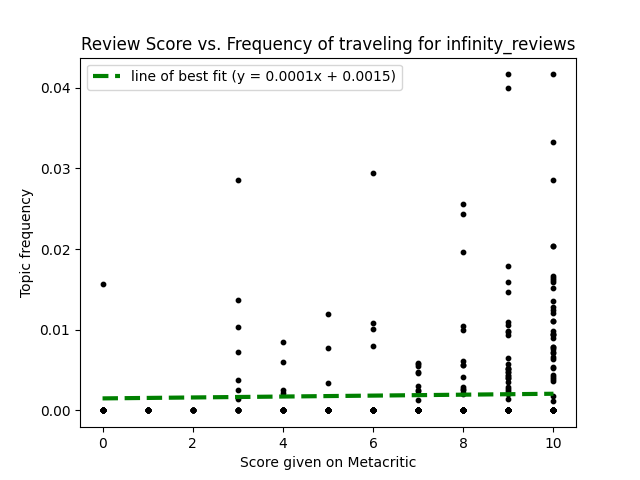 Review Score vs. Frequency of traveling for infinity_reviews
line of best fit (y = 0.0001x + 0.0015)
0.04
0.03
0.02
0.01
0.00
Topic frequency
0 2 4 6 8 10
Score given on Metacritic